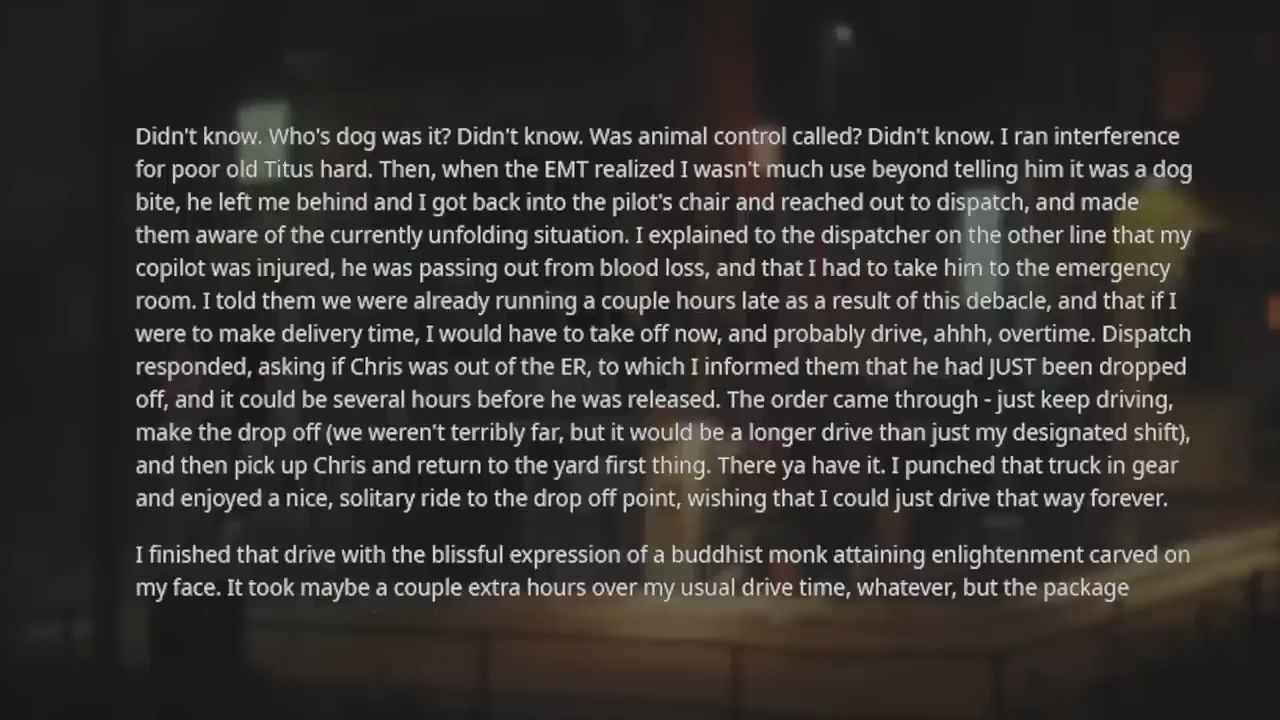 Didn't know. Who's dog was it? Didn't know. Was animal control called? Didn't know. I ran interference
for poor old Titus hard. Then, when the EMT realized I wasn't much use beyond telling him it was a dog
bite, he left me behind and I got back into the pilot's chair and reached out to dispatch, and made
them aware of the currently unfolding situation. I explained to the dispatcher on the other line that my
copilot was injured, he was passing out from blood loss, and that I had to take him to the emergency
room. I told them we were already running a couple hours late as a result of this debacle, and that if I
were to make delivery time, I would have to take off now, and probably drive, ahhh, overtime. Dispatch
responded, asking if Chris was out of the ER, to which I informed them that he had JUST been dropped
off, and it could be several hours before he was released. The order came through - just keep driving,
make the drop off (we weren't terribly far, but it would be a longer drive than just my designated shift),
and then pick up Chris and return to the yard first thing. There ya have it. I punched that truck in gear
and enjoyed a nice, solitary ride to the drop off point, wishing that I could just drive that way forever.
I finished that drive with the blissful expression of a buddhist monk attaining enlightenment carved on
my face. It took maybe a couple extra hours over my usual drive time, whatever, but the package